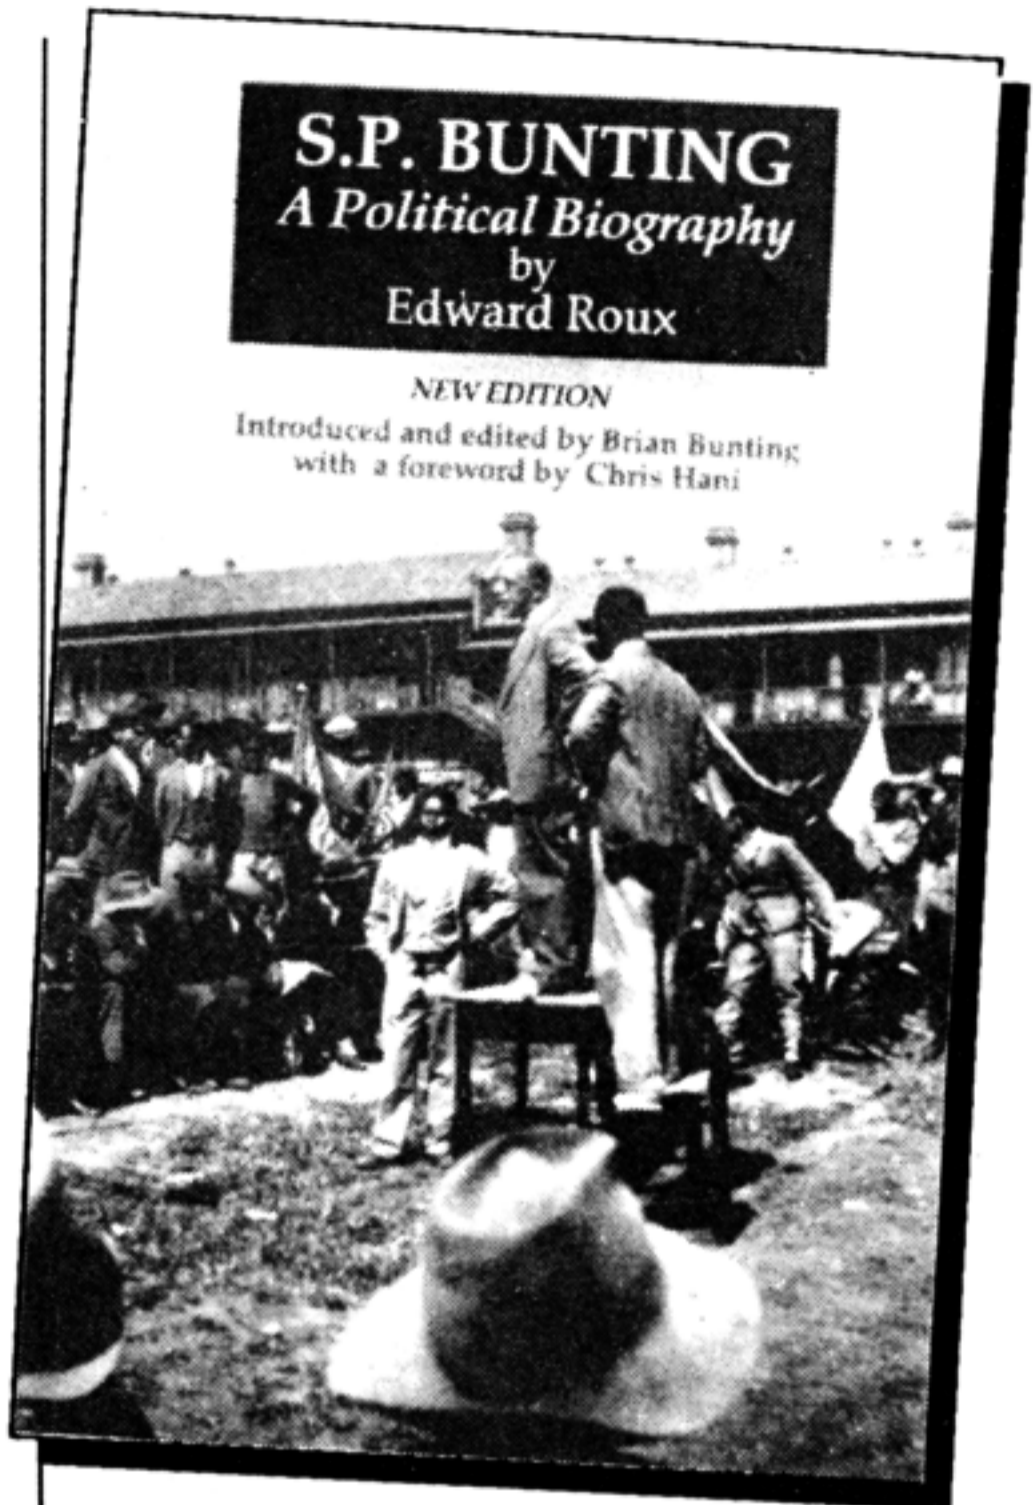 S.P. BUNTING
A Political Biography
by
Edward Roux
NEW EDITION
Introduced and edited by Brian Bunting
with a foreword by Chris Hani